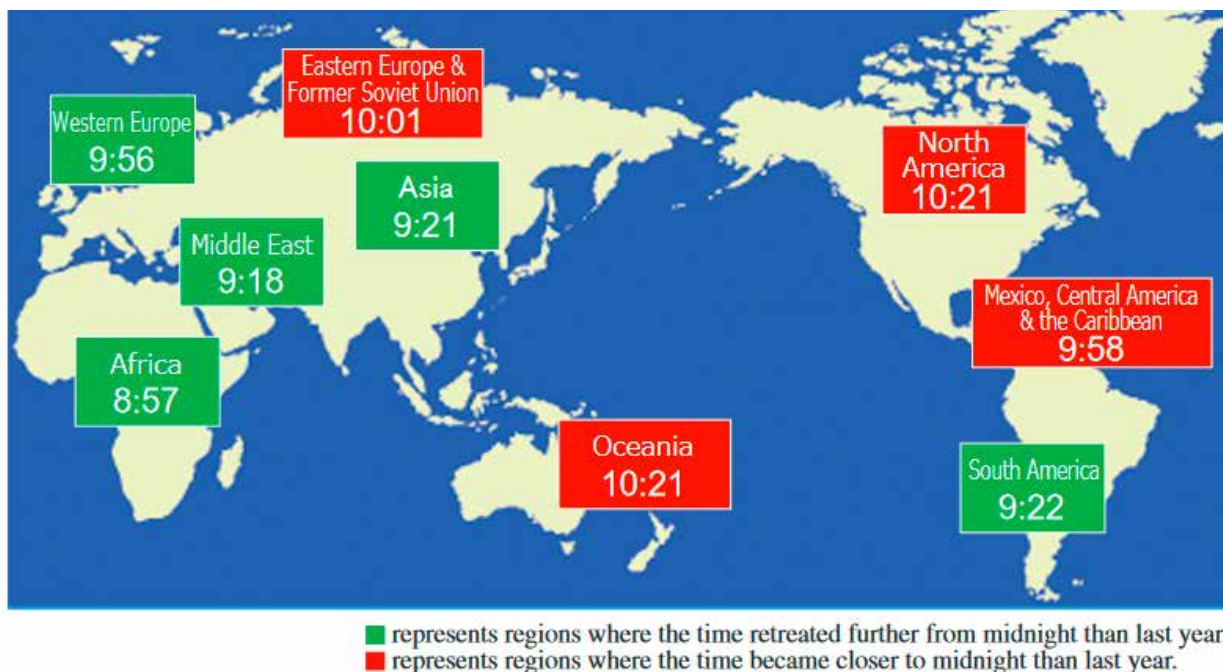 Eastern Europe &
Former Soviet Union
10:01
Western Europe
9:56
North
America
10:21
Asia
9:21
Middle East
9:18
Mexico, Central America
& the Caribbean
9:58
Africa
8:57
Oceania
10:21
South America
9:22
represents regions where the time retreated further from midnight than last year
represents regions where the time became closer to midnight than last year.